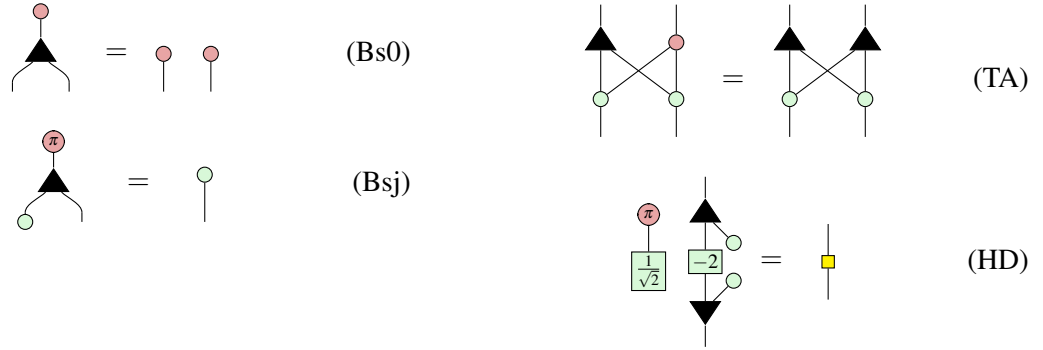 = (Bs0)
= (TA)
π
= (Bsj)
π
1/√2
−2
= (HD)